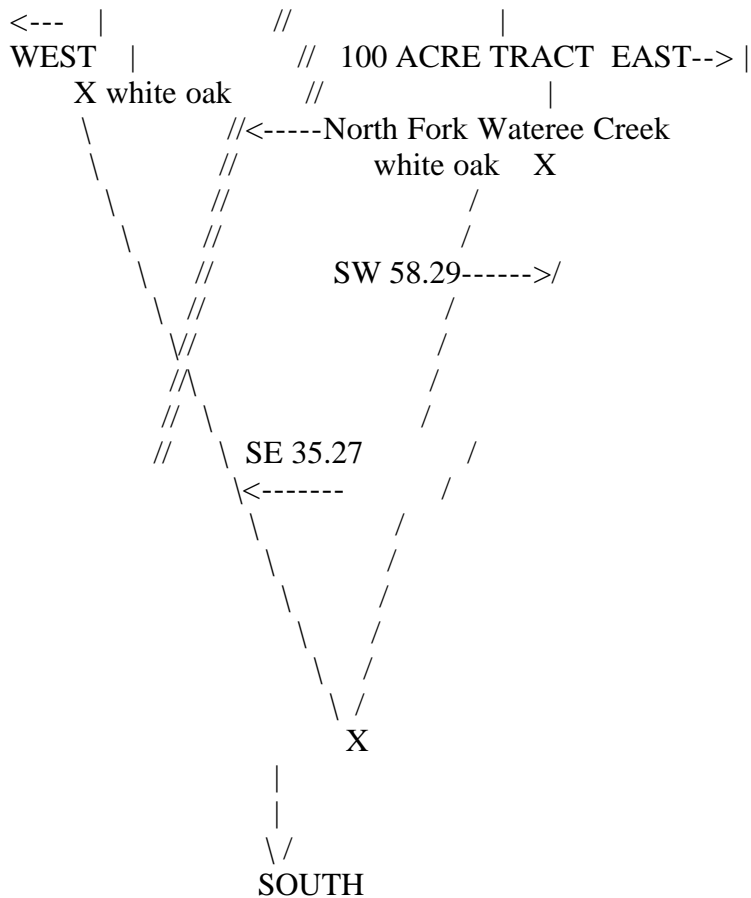 <---    |                         //                               |
WEST     |                        //   100 ACRE TRACT  EAST--> |
X white oak          //                               |
\                  //<-----North Fork Wateree Creek
\             //                  white oak    X
\            //                               /
\          //                               /
\        //                SW 58.29------>/
\      //                               /
\  //                               /
\//                               /
//\                               /
//   \                             /
//      \   SE 35.27              /
\<-------             /
\                /
\              /
\            /
\          /
\        /
\      /
\  /
X
|
|
\ /
SOUTH